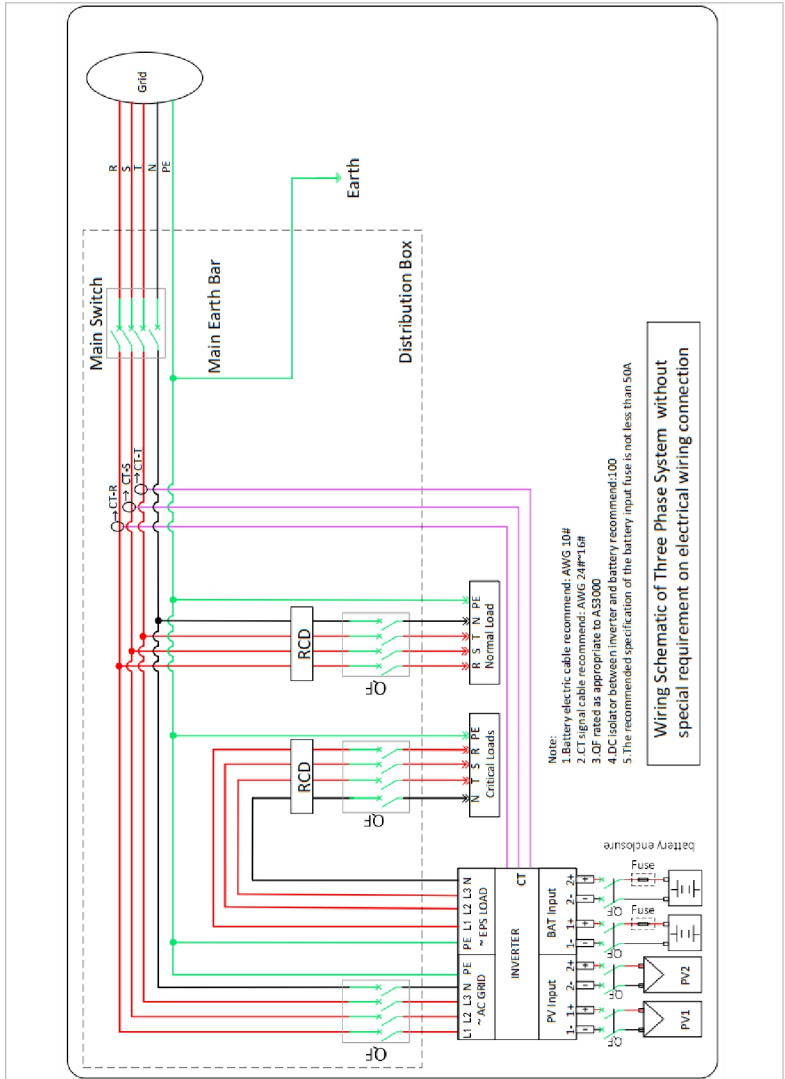 Grid
R
S
T
N
PE
Earth
Main Switch
Main Earth Bar
Distribution Box
CT-R
CT-S
CT-T
RCD
QF
R S T N PE
Normal Load
RCD
QF
N T S R PE
Critical Loads
Note:
1.Battery electric cable recommend: AWG 10#
2.CT signal cable recommend: AWG 24#~16#
3.QF rated as appropriate to AS3000
4.DC isolator between inverter and battery recommend:100
5.The recommended specification of the battery input fuse is not less than 50A
Wiring Schematic of Three Phase System without
special requirement on electrical wiring connection
QF
L1 L2 L3 N PE
~ AC GRID
PE L1 L2 L3 N
~ EPS LOAD
INVERTER
CT
PV Input
BAT Input
1- 1+ 2- 2+
1- 1+ 2- 2+
- + - + - + - +
QF
QF
QF
QF
Fuse
Fuse
PV1
PV2
battery enclosure